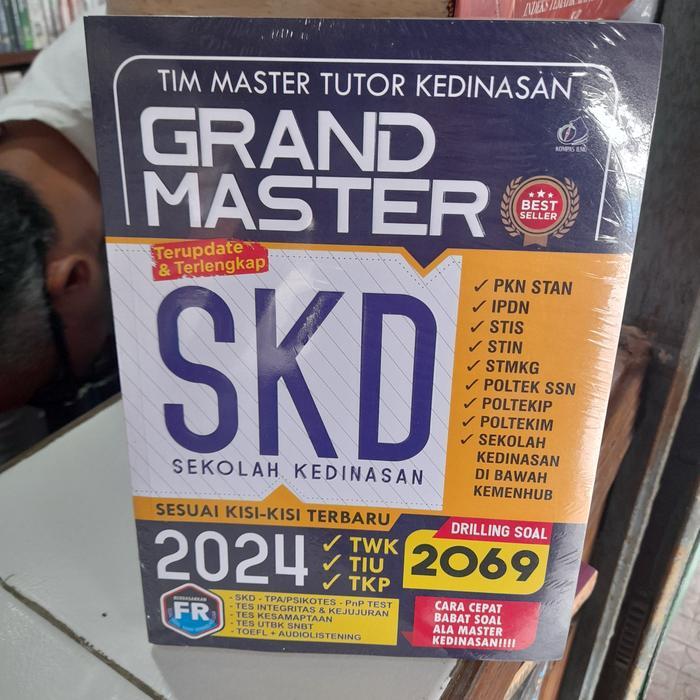 TIM MASTER TUTOR KEDINASAN
GRAND
MASTER
KOMPAS ILMU
BEST
SELLER
Terupdate
& Terlengkap
SKD
SEKOLAH KEDINASAN
✓ PKN STAN
✓ IPDN
✓ STIS
✓ STIN
✓ STMKG
✓ POLTEK SSN
✓ POLTEKIP
✓ POLTEKIM
✓ SEKOLAH
KEDINASAN
DI BAWAH
KEMENHUB
SESUAI KISI-KISI TERBARU
2024
✓ TWK
✓ TIU
✓ TKP
DRILLING SOAL
2069
BERDASARKAN
FR
- SKD - TPA/PSIKOTES - PnP TEST
- TES INTEGRITAS & KEJUJURAN
- TES KESAMAPTAAN
- TES UTBK SNBT
- TOEFL + AUDIOLISTENING
CARA CEPAT
BABAT SOAL
ALA MASTER
KEDINASAN!!!!